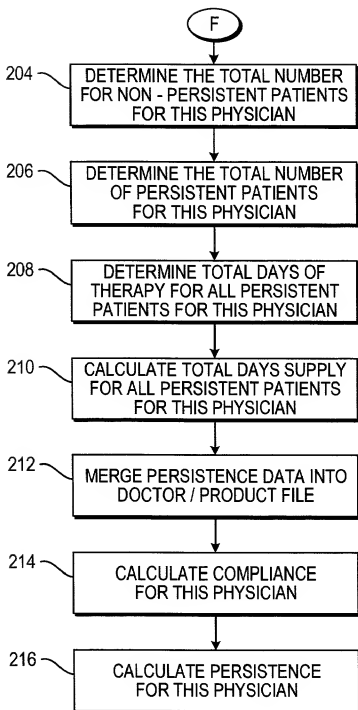 F
204
DETERMINE THE TOTAL NUMBER
FOR NON - PERSISTENT PATIENTS
FOR THIS PHYSICIAN
206
DETERMINE THE TOTAL NUMBER
OF PERSISTENT PATIENTS
FOR THIS PHYSICIAN
208
DETERMINE TOTAL DAYS OF
THERAPY FOR ALL PERSISTENT
PATIENTS FOR THIS PHYSICIAN
210
CALCULATE TOTAL DAYS SUPPLY
FOR ALL PERSISTENT PATIENTS
FOR THIS PHYSICIAN
212
MERGE PERSISTENCE DATA INTO
DOCTOR / PRODUCT FILE
214
CALCULATE COMPLIANCE
FOR THIS PHYSICIAN
216
CALCULATE PERSISTENCE
FOR THIS PHYSICIAN